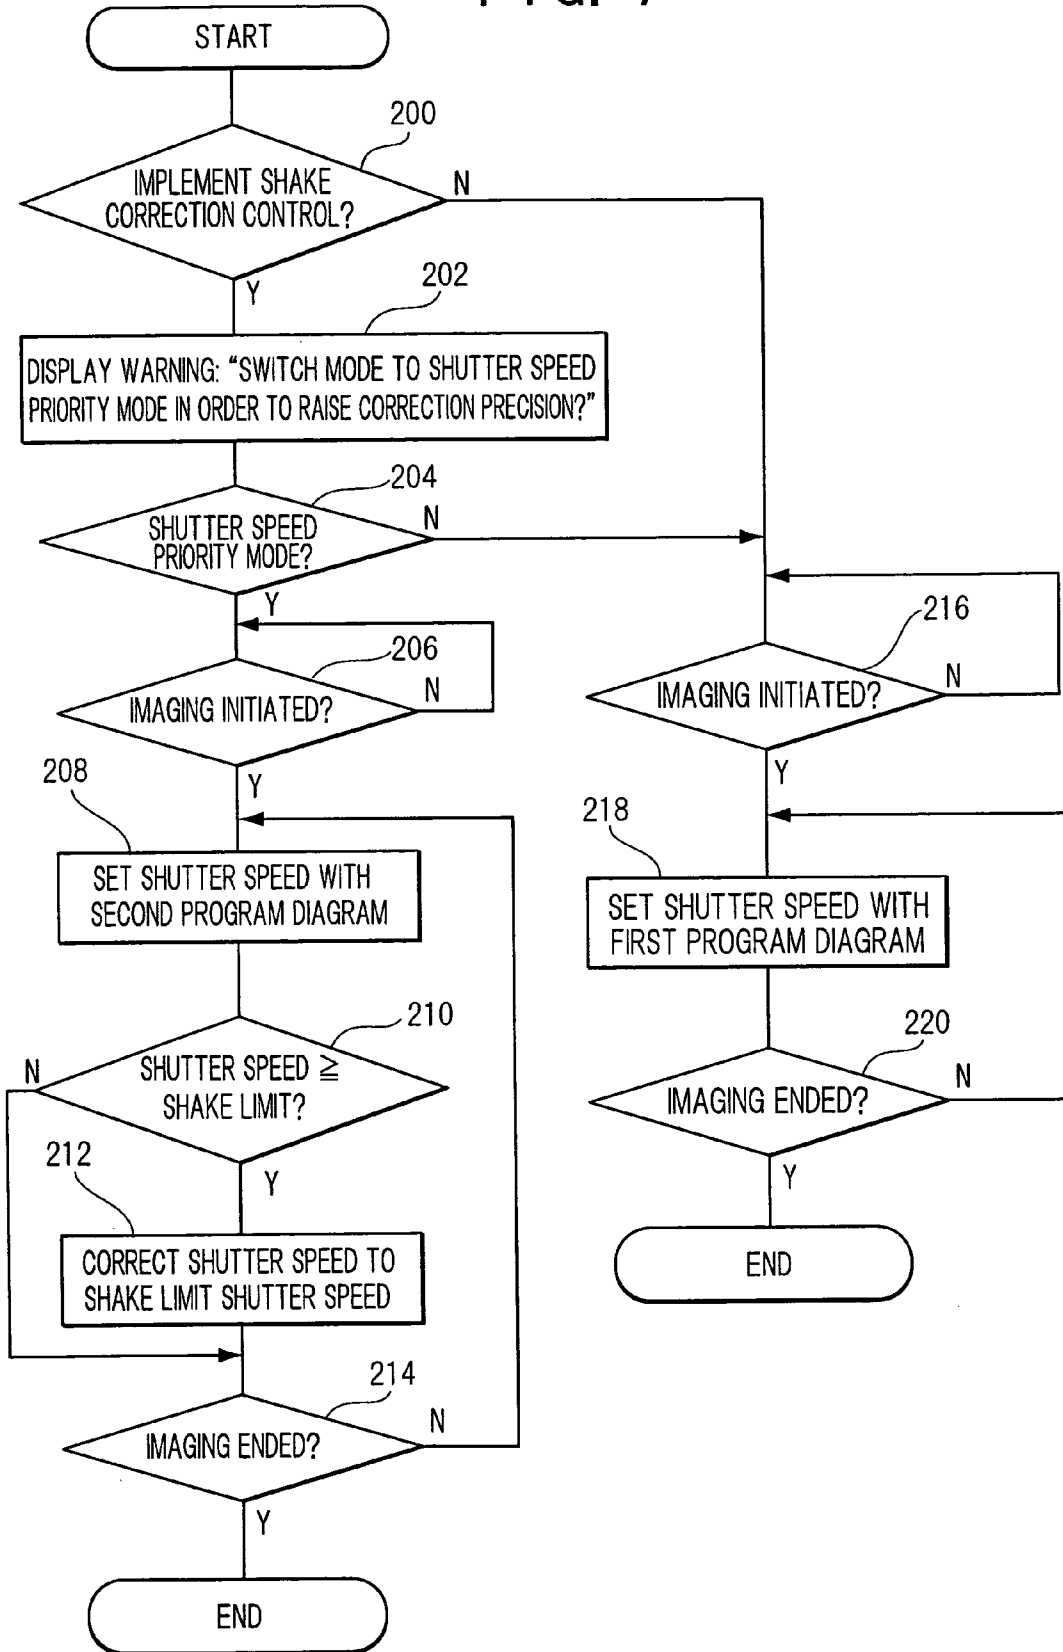 START
200
IMPLEMENT SHAKE
CORRECTION CONTROL?
N
Y
202
DISPLAY WARNING: “SWITCH MODE TO SHUTTER SPEED
PRIORITY MODE IN ORDER TO RAISE CORRECTION PRECISION?”
204
SHUTTER SPEED
PRIORITY MODE?
N
Y
206
IMAGING INITIATED?
N
Y
208
SET SHUTTER SPEED WITH
SECOND PROGRAM DIAGRAM
210
SHUTTER SPEED ≧
SHAKE LIMIT?
N
Y
212
CORRECT SHUTTER SPEED TO
SHAKE LIMIT SHUTTER SPEED
214
IMAGING ENDED?
N
Y
END
216
IMAGING INITIATED?
N
Y
218
SET SHUTTER SPEED WITH
FIRST PROGRAM DIAGRAM
220
IMAGING ENDED?
N
Y
END